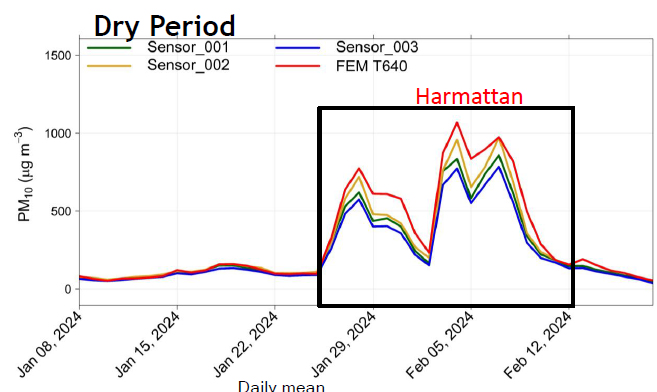 Dry Period
Sensor_001
Sensor_002
Sensor_003
FEM T640
Harmattan
PM₁₀ (µg m⁻³)
1500
1000
500
0
Jan 08, 2024
Jan 15, 2024
Jan 22, 2024
Jan 29, 2024
Feb 05, 2024
Feb 12, 2024
Daily mean